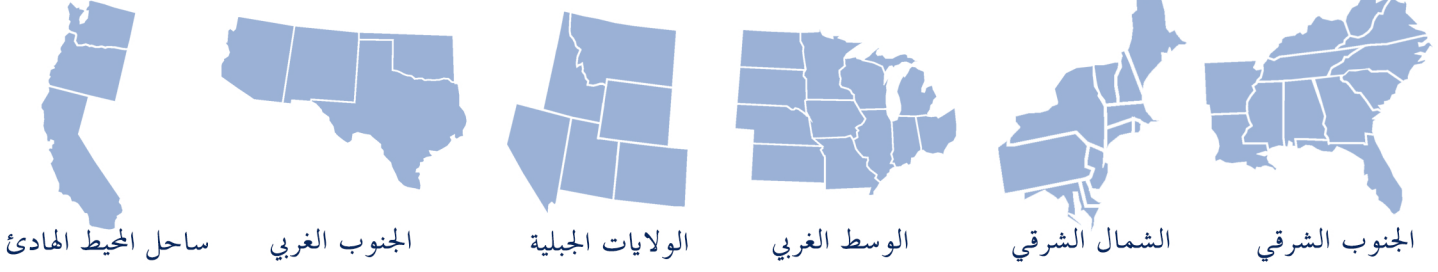 الجنوب الشرقي
الشمال الشرقي
الوسط الغربي
الولايات الجبلية
الجنوب الغربي
ساحل المحيط الهادئ